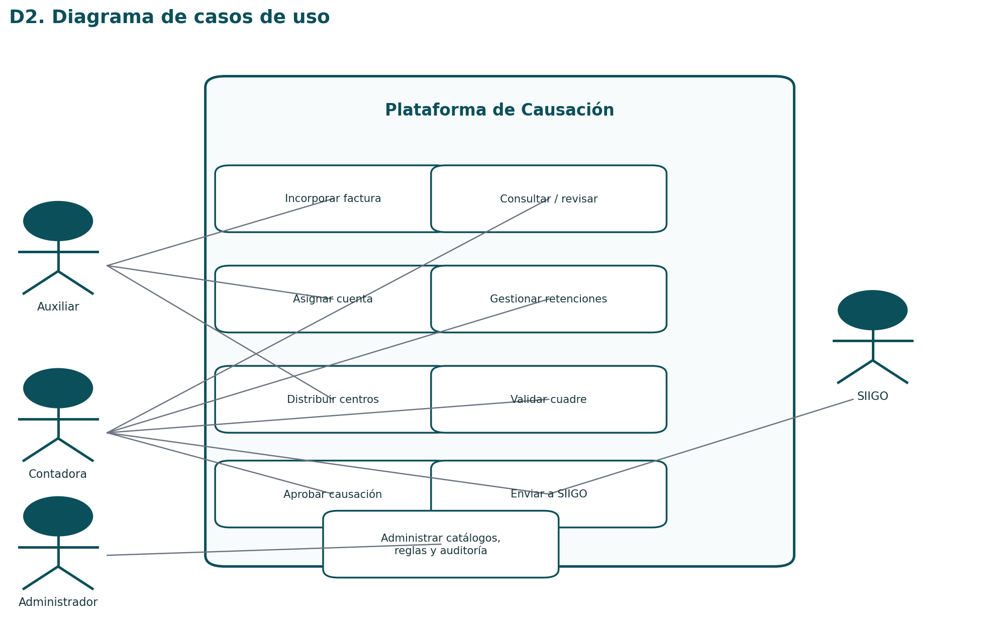 D2. Diagrama de casos de uso
Plataforma de Causación
Incorporar factura
Consultar / revisar
Asignar cuenta
Gestionar retenciones
Auxiliar
Distribuir centros
Validar cuadre
SIIGO
Contadora
Aprobar causación
Enviar a SIIGO
Administrar catálogos,
reglas y auditoría
Administrador